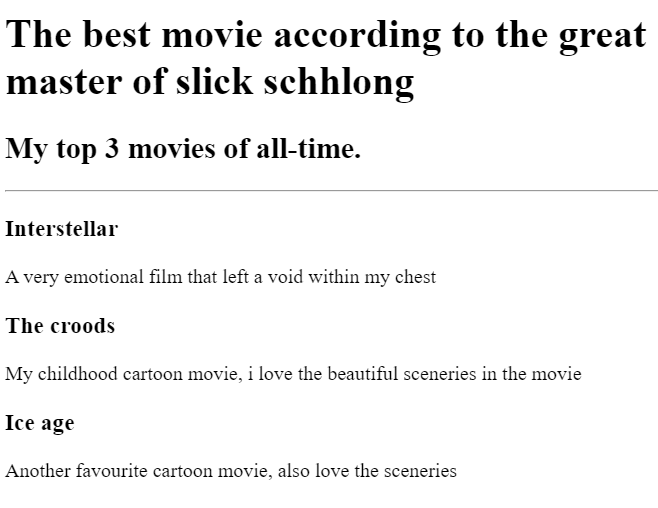 The best movie according to the great
master of slick schhlong
My top 3 movies of all-time.
Interstellar
A very emotional film that left a void within my chest
The croods
My childhood cartoon movie, i love the beautiful sceneries in the movie
Ice age
Another favourite cartoon movie, also love the sceneries